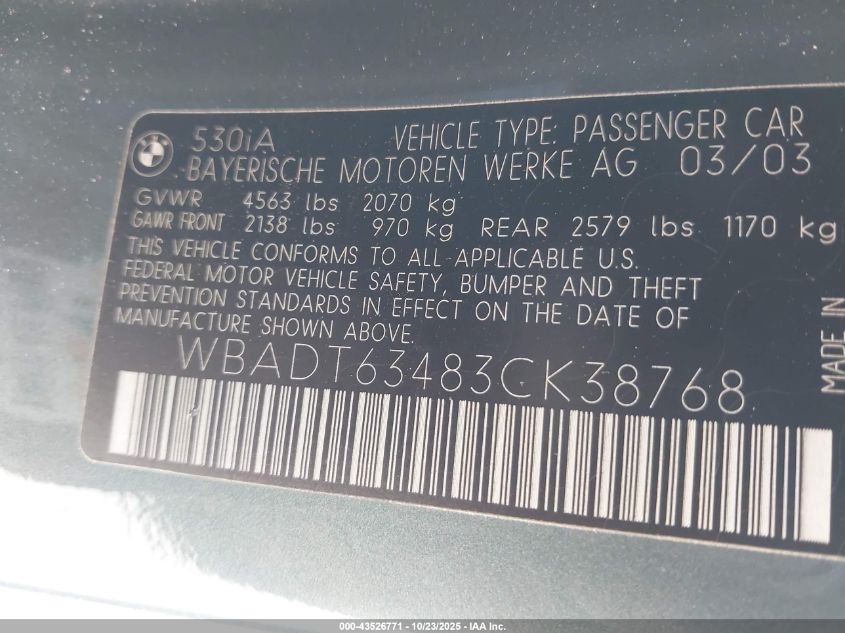 530iA VEHICLE TYPE: PASSENGER CAR
BAYERISCHE MOTOREN WERKE AG 03/03
GVWR 4563 lbs 2070 kg
GAWR FRONT 2138 lbs 970 kg REAR 2579 lbs 1170 kg
THIS VEHICLE CONFORMS TO ALL APPLICABLE U.S.
FEDERAL MOTOR VEHICLE SAFETY, BUMPER AND THEFT
PREVENTION STANDARDS IN EFFECT ON THE DATE OF
MANUFACTURE SHOWN ABOVE.
WBADT63483CK38768
MADE IN
000-43526771 - 10/23/2025 - IAA Inc.